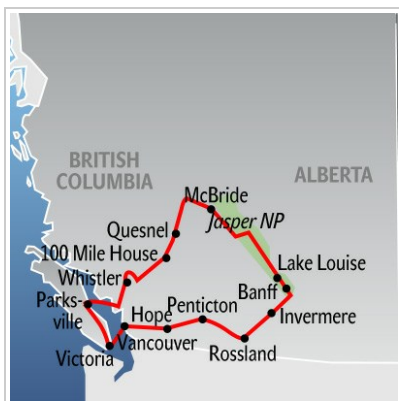 BRITISH
COLUMBIA
ALBERTA
McBride
Jasper NP
Quesnel
100 Mile House
Whistler
Lake Louise
Parks-
ville
Banff
Hope
Penticton
Invermere
Vancouver
Victoria
Rossland